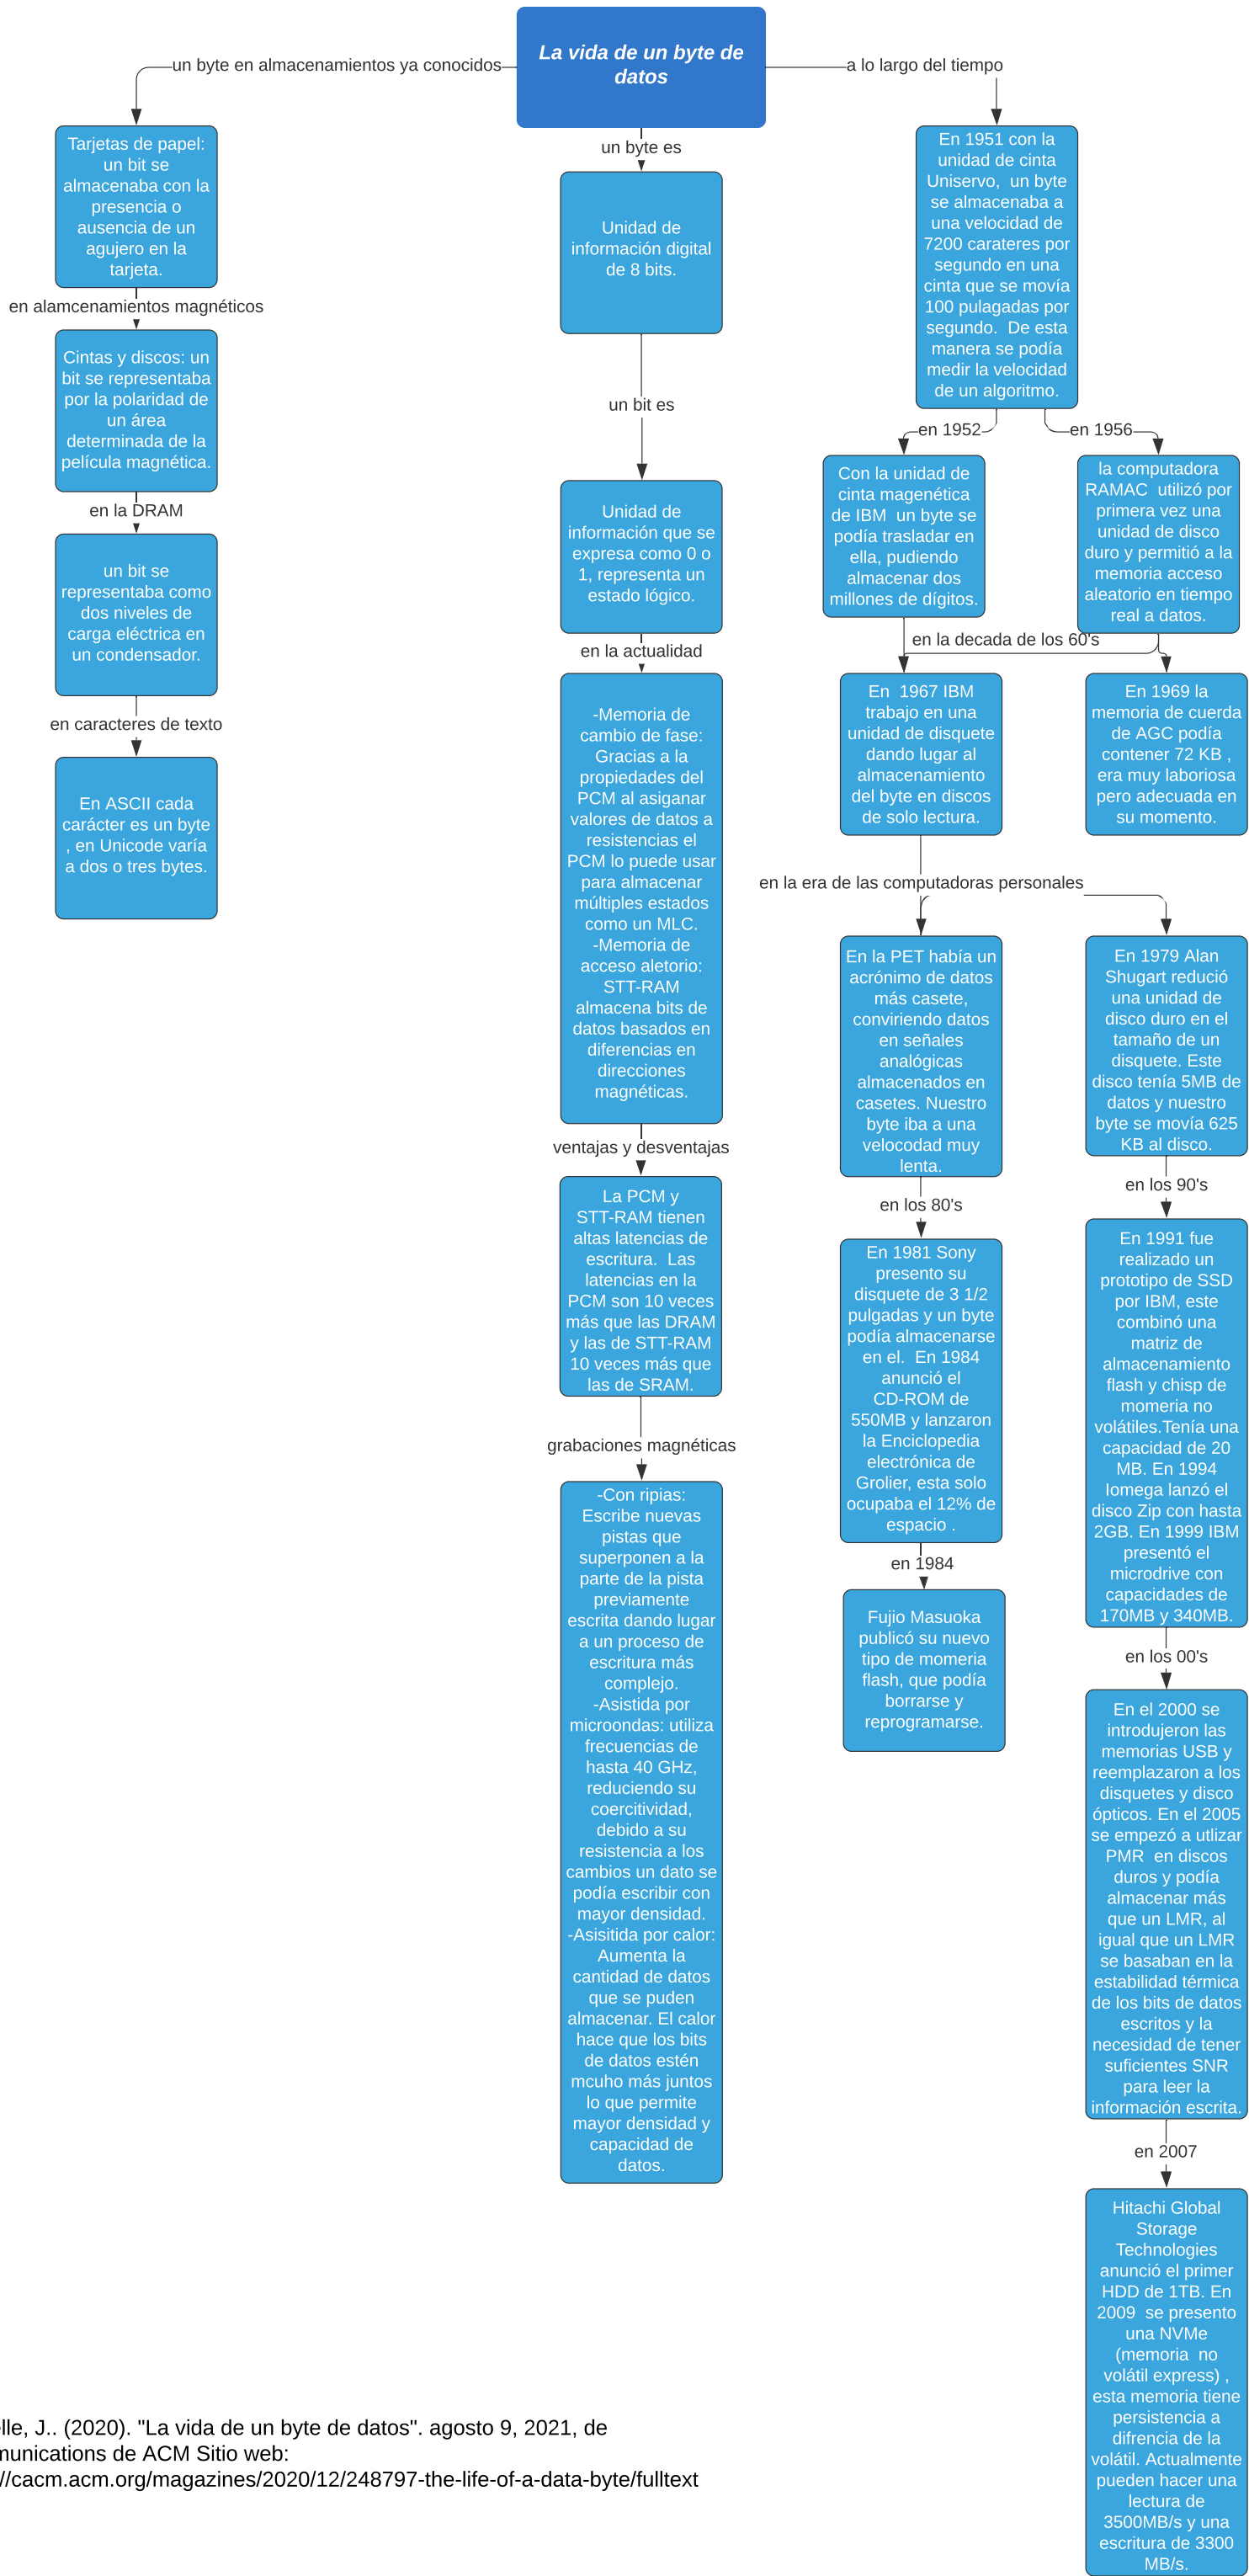 La vida de un byte de
datos
un byte en almacenamientos ya conocidos
Tarjetas de papel:
un bit se
almacenaba con la
presencia o
ausencia de un
agujero en la
tarjeta.
en alamcenamientos magnéticos
Cintas y discos: un
bit se representaba
por la polaridad de
un área
determinada de la
película magnética.
en la DRAM
un bit se
representaba como
dos niveles de
carga eléctrica en
un condensador.
en caracteres de texto
En ASCII cada
carácter es un byte
, en Unicode varía
a dos o tres bytes.
un byte es
Unidad de
información digital
de 8 bits.
un bit es
Unidad de
información que se
expresa como 0 o
1, representa un
estado lógico.
en la actualidad
-Memoria de
cambio de fase:
Gracias a la
propiedades del
PCM al asiganar
valores de datos a
resistencias el
PCM lo puede usar
para almacenar
múltiples estados
como un MLC.
-Memoria de
acceso aletorio:
STT-RAM
almacena bits de
datos basados en
diferencias en
direcciones
magnéticas.
ventajas y desventajas
La PCM y
STT-RAM tienen
altas latencias de
escritura.  Las
latencias en la
PCM son 10 veces
más que las DRAM
y las de STT-RAM
10 veces más que
las de SRAM.
grabaciones magnéticas
-Con ripias:
Escribe nuevas
pistas que
superponen a la
parte de la pista
previamente
escrita dando lugar
a un proceso de
escritura más
complejo.
-Asistida por
microondas: utiliza
frecuencias de
hasta 40 GHz,
reduciendo su
coercitividad,
debido a su
resistencia a los
cambios un dato se
podía escribir con
mayor densidad.
-Asisitida por calor:
Aumenta la
cantidad de datos
que se puden
almacenar. El calor
hace que los bits
de datos estén
mcuho más juntos
lo que permite
mayor densidad y
capacidad de
datos.
a lo largo del tiempo
En 1951 con la
unidad de cinta
Uniservo,  un byte
se almacenaba a
una velocidad de
7200 carateres por
segundo en una
cinta que se movía
100 pulagadas por
segundo.  De esta
manera se podía
medir la velocidad
de un algoritmo.
en 1952
Con la unidad de
cinta magenética
de IBM  un byte se
podía trasladar en
ella, pudiendo
almacenar dos
millones de dígitos.
en 1956
la computadora
RAMAC  utilizó por
primera vez una
unidad de disco
duro y permitió a la
memoria acceso
aleatorio en tiempo
real a datos.
en la decada de los 60's
En  1967 IBM
trabajo en una
unidad de disquete
dando lugar al
almacenamiento
del byte en discos
de solo lectura.
En 1969 la
memoria de cuerda
de AGC podía
contener 72 KB ,
era muy laboriosa
pero adecuada en
su momento.
en la era de las computadoras personales
En la PET había un
acrónimo de datos
más casete,
conviriendo datos
en señales
analógicas
almacenados en
casetes. Nuestro
byte iba a una
velocodad muy
lenta.
en los 80's
En 1981 Sony
presento su
disquete de 3 1/2
pulgadas y un byte
podía almacenarse
en el.  En 1984
anunció el
CD-ROM de
550MB y lanzaron
la Enciclopedia
electrónica de
Grolier, esta solo
ocupaba el 12% de
espacio .
en 1984
Fujio Masuoka
publicó su nuevo
tipo de momeria
flash, que podía
borrarse y
reprogramarse.
En 1979 Alan
Shugart redució
una unidad de
disco duro en el
tamaño de un
disquete. Este
disco tenía 5MB de
datos y nuestro
byte se movía 625
KB al disco.
en los 90's
En 1991 fue
realizado un
prototipo de SSD
por IBM, este
combinó una
matriz de
almacenamiento
flash y chisp de
momeria no
volátiles.Tenía una
capacidad de 20
MB. En 1994
Iomega lanzó el
disco Zip con hasta
2GB. En 1999 IBM
presentó el
microdrive con
capacidades de
170MB y 340MB.
en los 00's
En el 2000 se
introdujeron las
memorias USB y
reemplazaron a los
disquetes y disco
ópticos. En el 2005
se empezó a utlizar
PMR  en discos
duros y podía
almacenar más
que un LMR, al
igual que un LMR
se basaban en la
estabilidad térmica
de los bits de datos
escritos y la
necesidad de tener
suficientes SNR
para leer la
información escrita.
en 2007
Hitachi Global
Storage
Technologies
anunció el primer
HDD de 1TB. En
2009  se presento
una NVMe
(memoria  no
volátil express) ,
esta memoria tiene
persistencia a
difrencia de la
volátil. Actualmente
pueden hacer una
lectura de
3500MB/s y una
escritura de 3300
MB/s.
lle, J.. (2020). "La vida de un byte de datos". agosto 9, 2021, de
munications de ACM Sitio web:
//cacm.acm.org/magazines/2020/12/248797-the-life-of-a-data-byte/fulltext